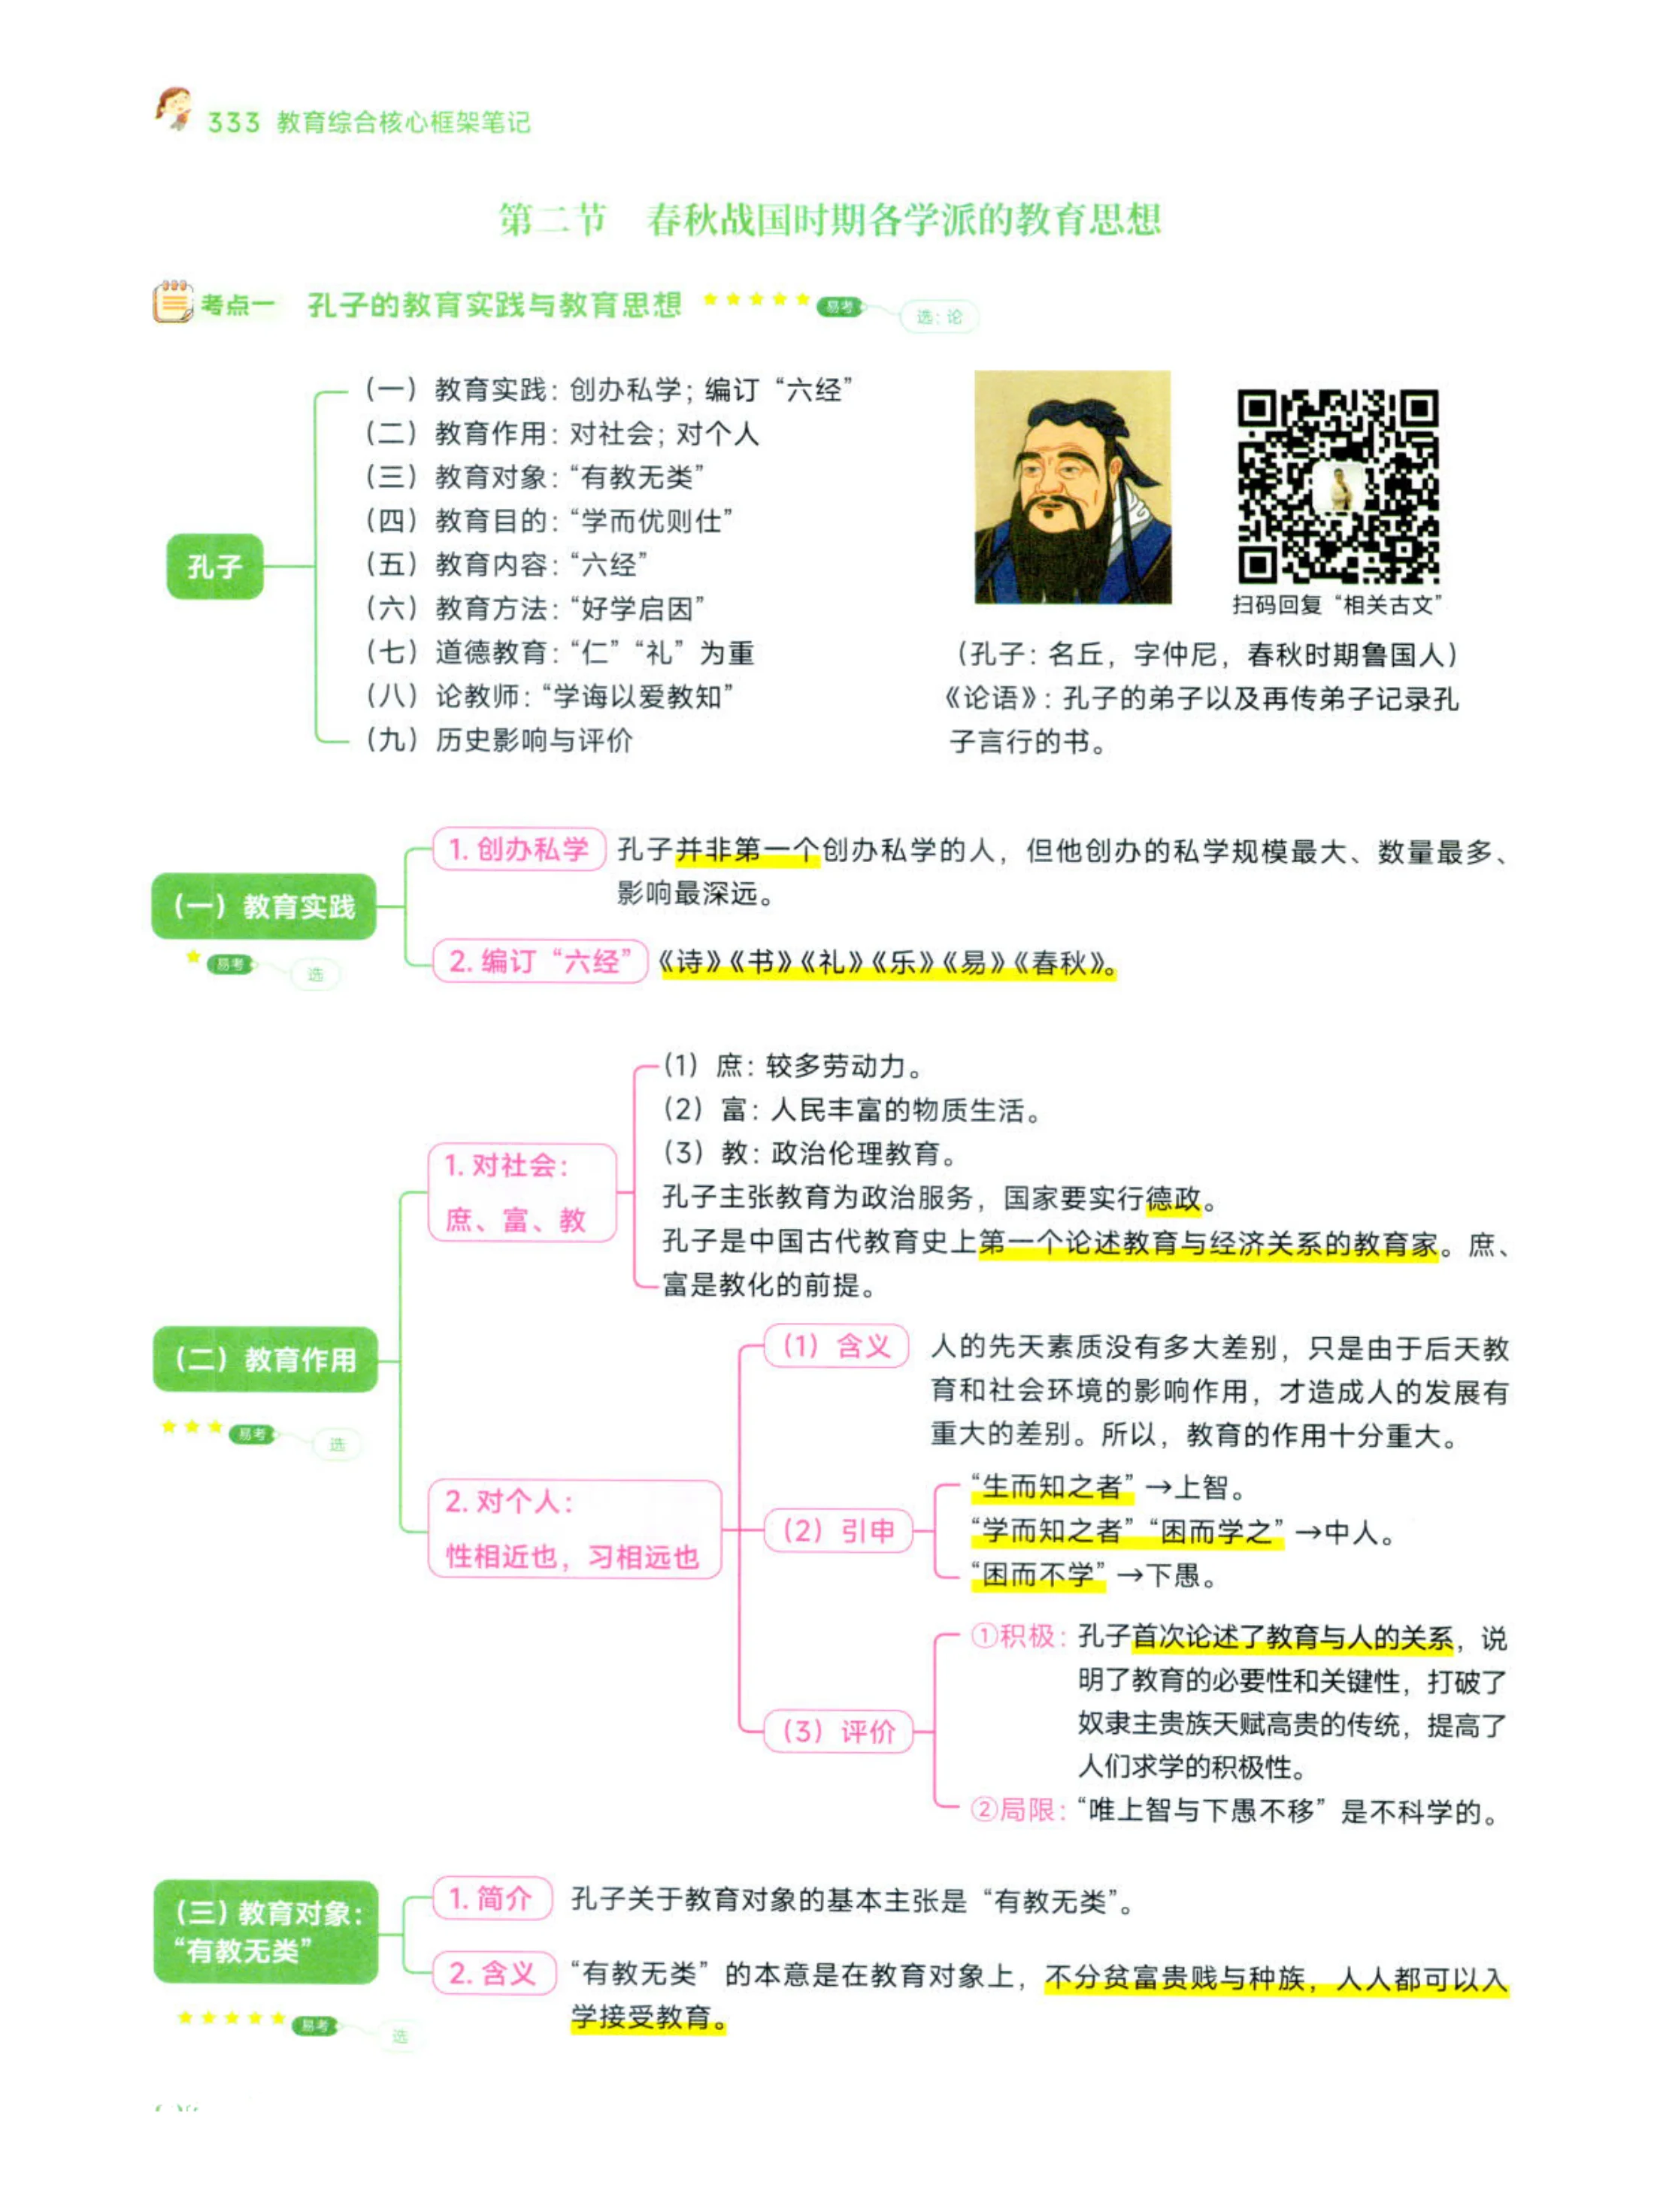 333 教育综合核心框架笔记
第二节 春秋战国时期各学派的教育思想
考点一 孔子的教育实践与教育思想 易考 选；论
孔子
（一）教育实践：创办私学；编订“六经”
（二）教育作用：对社会；对个人
（三）教育对象：“有教无类”
（四）教育目的：“学而优则仕”
（五）教育内容：“六经”
（六）教育方法：“好学启因”
（七）道德教育：“仁”“礼”为重
（八）论教师：“学诲以爱教知”
（九）历史影响与评价
扫码回复“相关古文”
（孔子：名丘，字仲尼，春秋时期鲁国人）
《论语》：孔子的弟子以及再传弟子记录孔
子言行的书。
（一）教育实践
易考 选
1. 创办私学 孔子并非第一个创办私学的人，但他创办的私学规模最大、数量最多、
影响最深远。
2. 编订“六经” 《诗》《书》《礼》《乐》《易》《春秋》。
（二）教育作用
易考 选
1. 对社会：
庶、富、教
（1）庶：较多劳动力。
（2）富：人民丰富的物质生活。
（3）教：政治伦理教育。
孔子主张教育为政治服务，国家要实行德政。
孔子是中国古代教育史上第一个论述教育与经济关系的教育家。庶、
富是教化的前提。
2. 对个人：
性相近也，习相远也
（1）含义 人的先天素质没有多大差别，只是由于后天教
育和社会环境的影响作用，才造成人的发展有
重大的差别。所以，教育的作用十分重大。
（2）引申
“生而知之者”→上智。
“学而知之者”“困而学之”→中人。
“困而不学”→下愚。
（3）评价
①积极：孔子首次论述了教育与人的关系，说
明了教育的必要性和关键性，打破了
奴隶主贵族天赋高贵的传统，提高了
人们求学的积极性。
②局限：“唯上智与下愚不移”是不科学的。
（三）教育对象：
“有教无类”
易考 选
1. 简介 孔子关于教育对象的基本主张是“有教无类”。
2. 含义 “有教无类”的本意是在教育对象上，不分贫富贵贱与种族，人人都可以入
学接受教育。